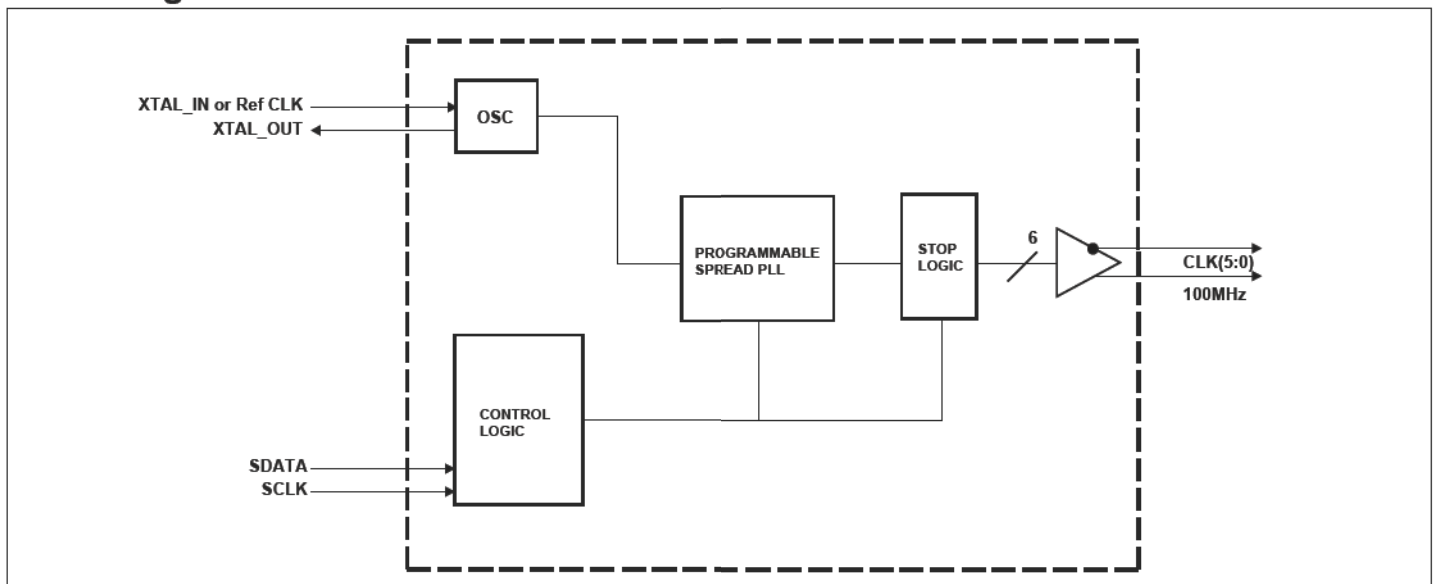 XTAL_IN or Ref CLK
XTAL_OUT
OSC
PROGRAMMABLE
SPREAD PLL
STOP
LOGIC
6
CLK(5:0)
100MHz
CONTROL
LOGIC
SDATA
SCLK